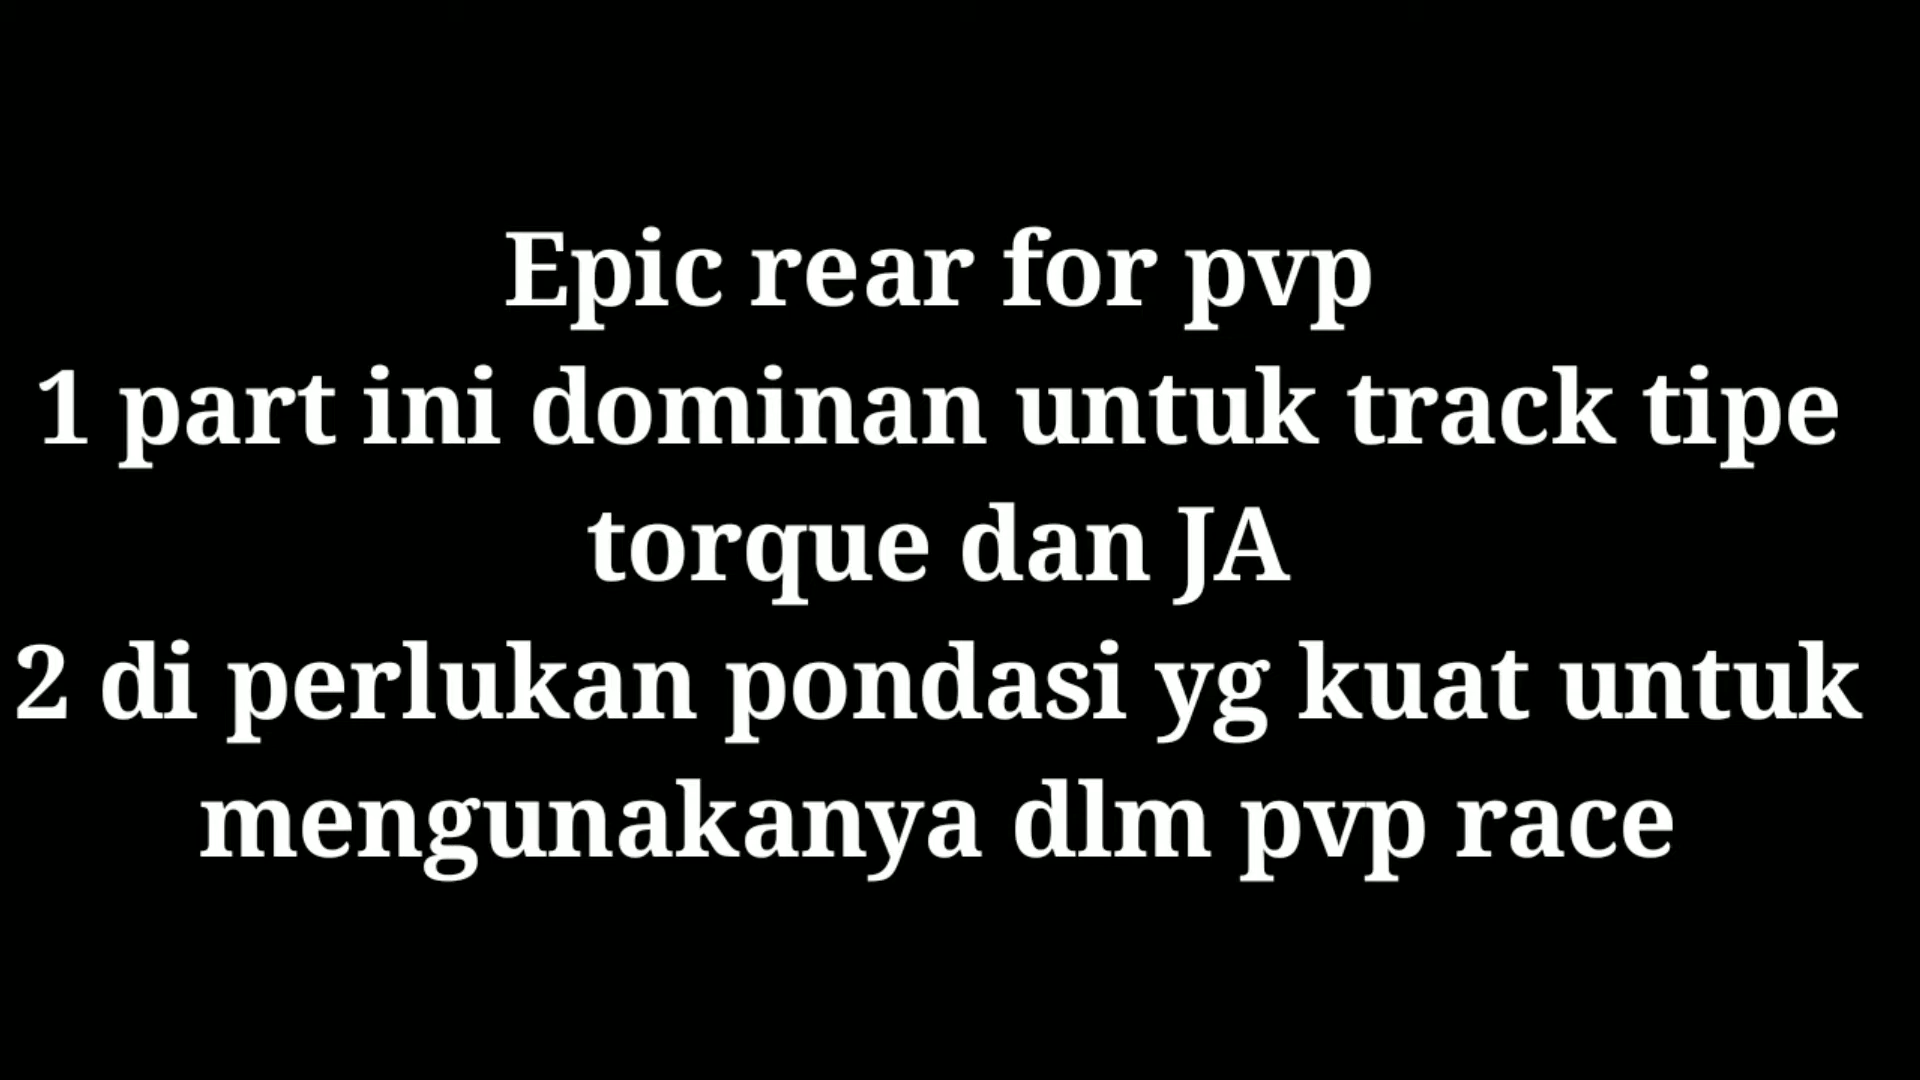 Epic rear for pvp
1 part ini dominan untuk track tipe
torque dan JA
2 di perlukan pondasi yg kuat untuk
mengunakanya dlm pvp race